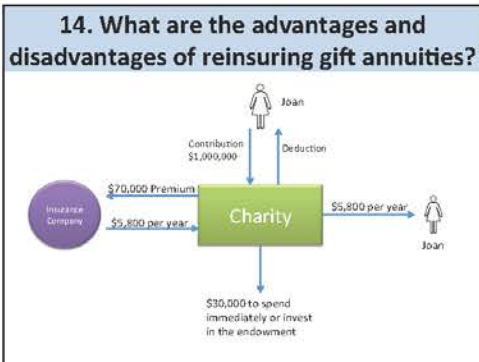 14. What are the advantages and
disadvantages of reinsuring gift annuities?
Joan
Contribution
$1,000,000
Deduction
$70,000 Premium
Insurance
Company
$5,800 per year
Charity
$5,800 per year
Joan
$30,000 to spend
immediately or invest
in the endowment